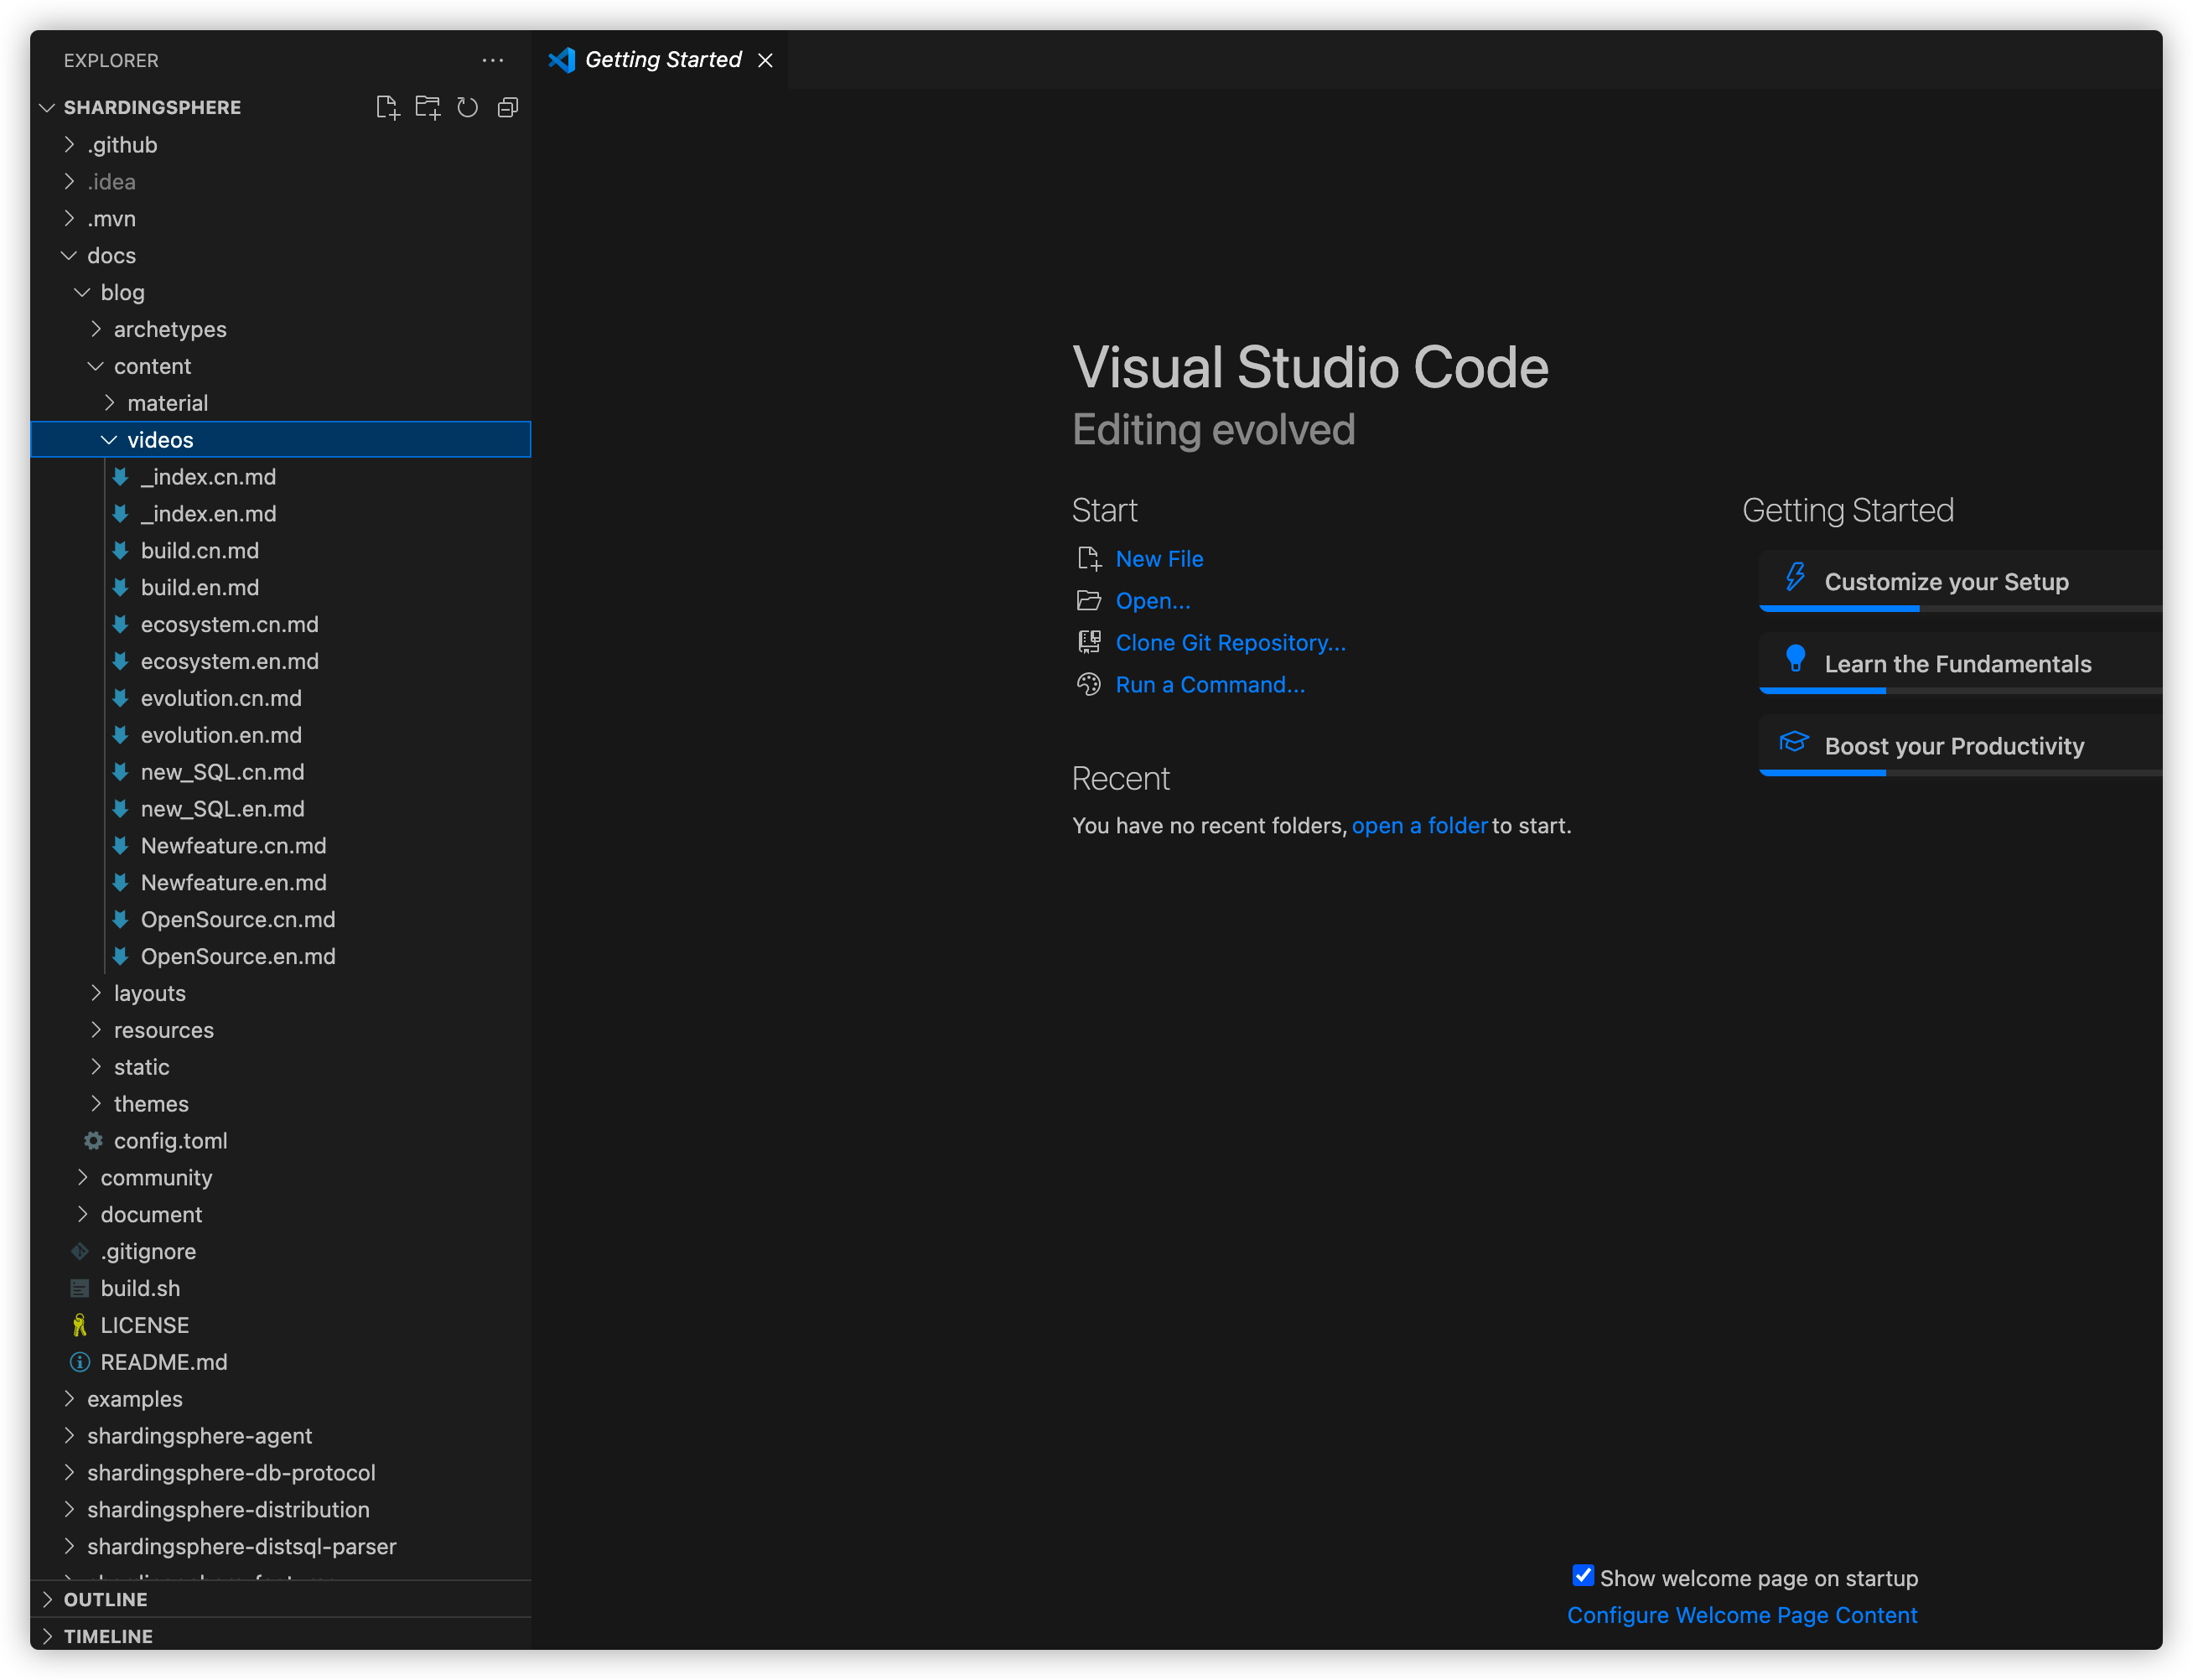 EXPLORER
SHARDINGSPHERE
.github
.idea
.mvn
docs
blog
archetypes
content
material
videos
_index.cn.md
_index.en.md
build.cn.md
build.en.md
ecosystem.cn.md
ecosystem.en.md
evolution.cn.md
evolution.en.md
new_SQL.cn.md
new_SQL.en.md
Newfeature.cn.md
Newfeature.en.md
OpenSource.cn.md
OpenSource.en.md
layouts
resources
static
themes
config.toml
community
document
.gitignore
build.sh
LICENSE
README.md
examples
shardingsphere-agent
shardingsphere-db-protocol
shardingsphere-distribution
shardingsphere-distsql-parser
OUTLINE
TIMELINE
Getting Started
Visual Studio Code
Editing evolved
Start
New File
Open...
Clone Git Repository...
Run a Command...
Recent
You have no recent folders, open a folder to start.
Getting Started
Customize your Setup
Learn the Fundamentals
Boost your Productivity
Show welcome page on startup
Configure Welcome Page Content